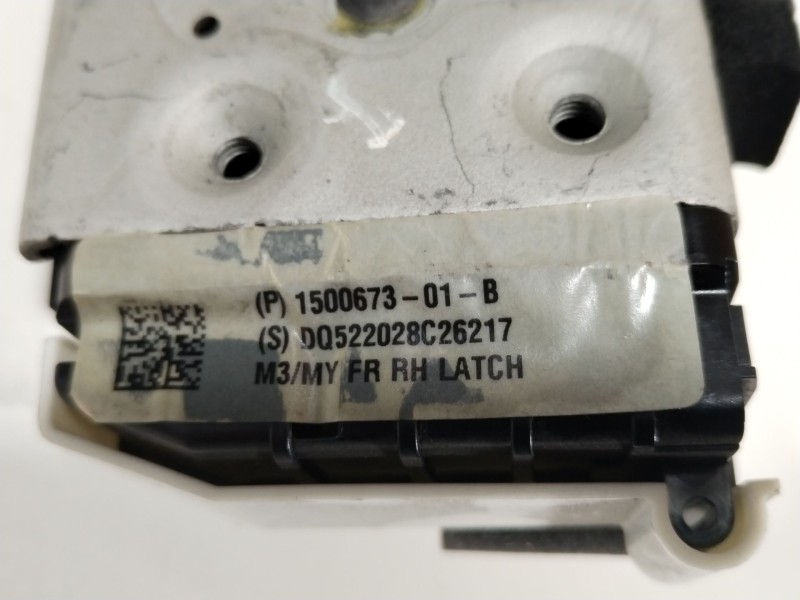 (P) 1500673-01-B
(S) DQ522028C26217
M3/MY FR RH LATCH